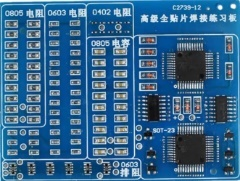 0805 电阻
0603 电阻
0402 电阻
0805 电容
C2739-12
高级全贴片焊接练习板
SOT-23
0603
排阻